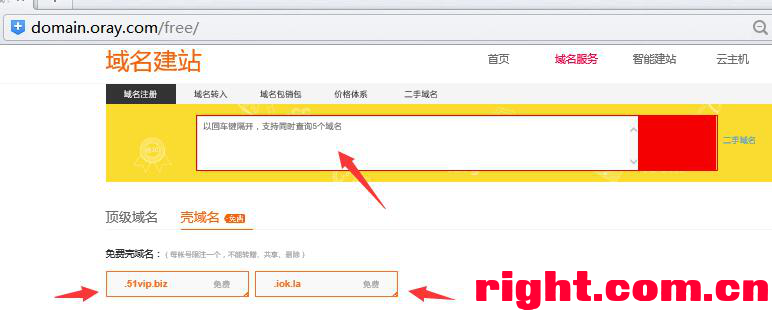 domain.oray.com/free/
域名建站
首页 域名服务 智能建站 云主机
域名注册 域名转入 域名包销包 价格体系 二手域名
以回车键隔开，支持同时查询5个域名
二手域名
顶级域名 壳域名 免费
免费壳域名：（ 每帐号限注一个，不能转赠、共享、删除 ）
.51vip.biz 免费 .iok.la 免费
right.com.cn